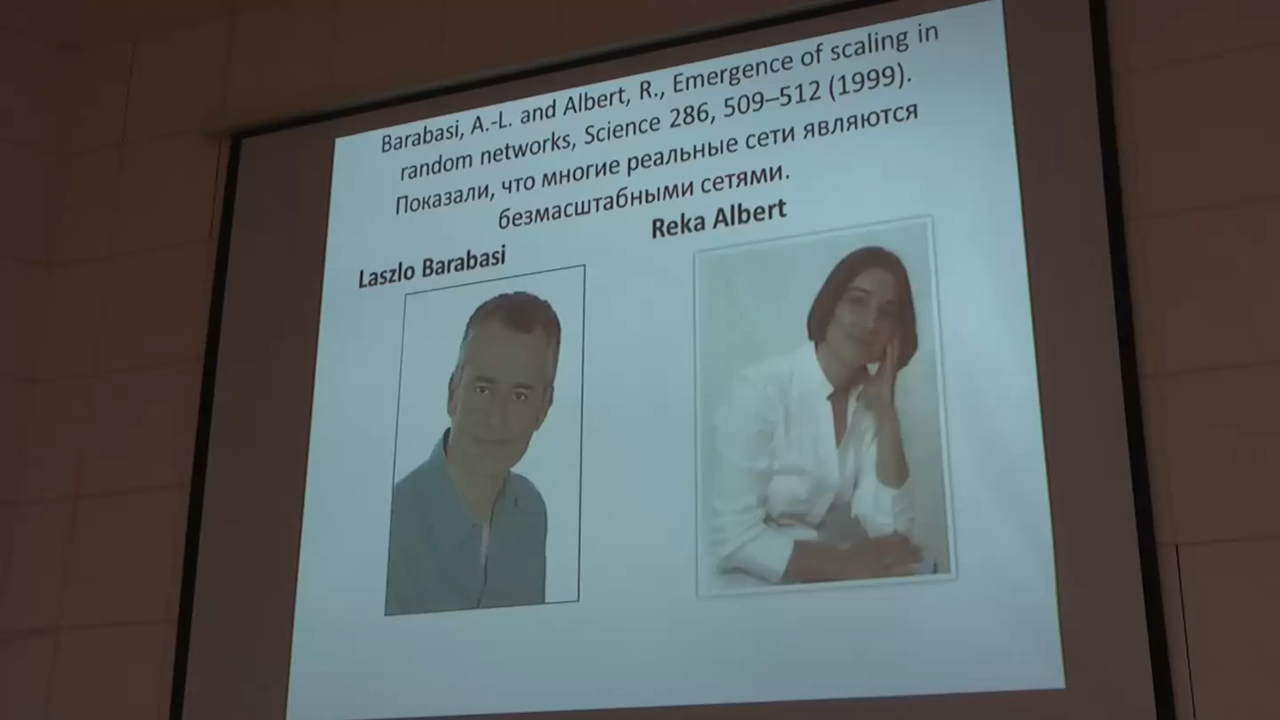 Barabasi, A.-L. and Albert, R., Emergence of scaling in
random networks, Science 286, 509–512 (1999).
Показали, что многие реальные сети являются
безмасштабными сетями.
Laszlo Barabasi
Reka Albert